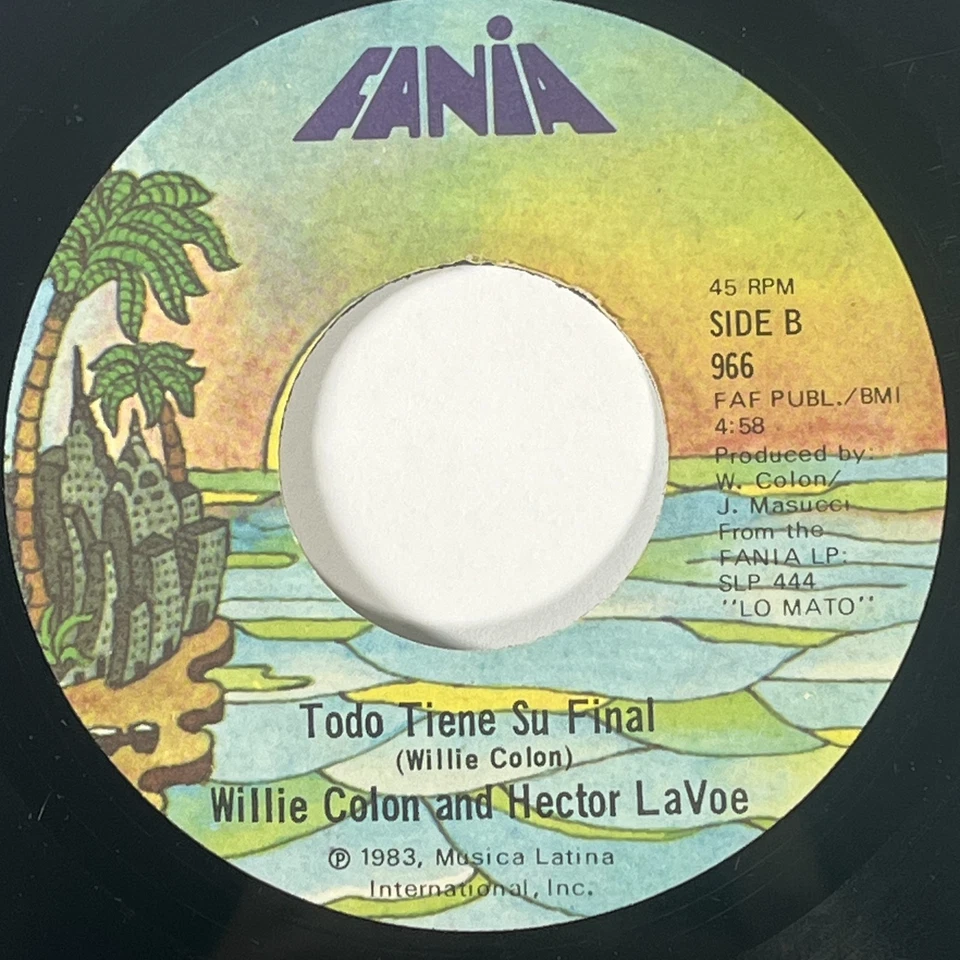 FANIA
45 RPM
SIDE B
966
FAF PUBL./BMI
4:58
Produced by:
W. Colon/
J. Masucci
From the
FANIA LP:
SLP 444
"LO MATO"
Todo Tiene Su Final
(Willie Colon)
Willie Colon and Hector LaVoe
℗ 1983, Musica Latina
International, Inc.